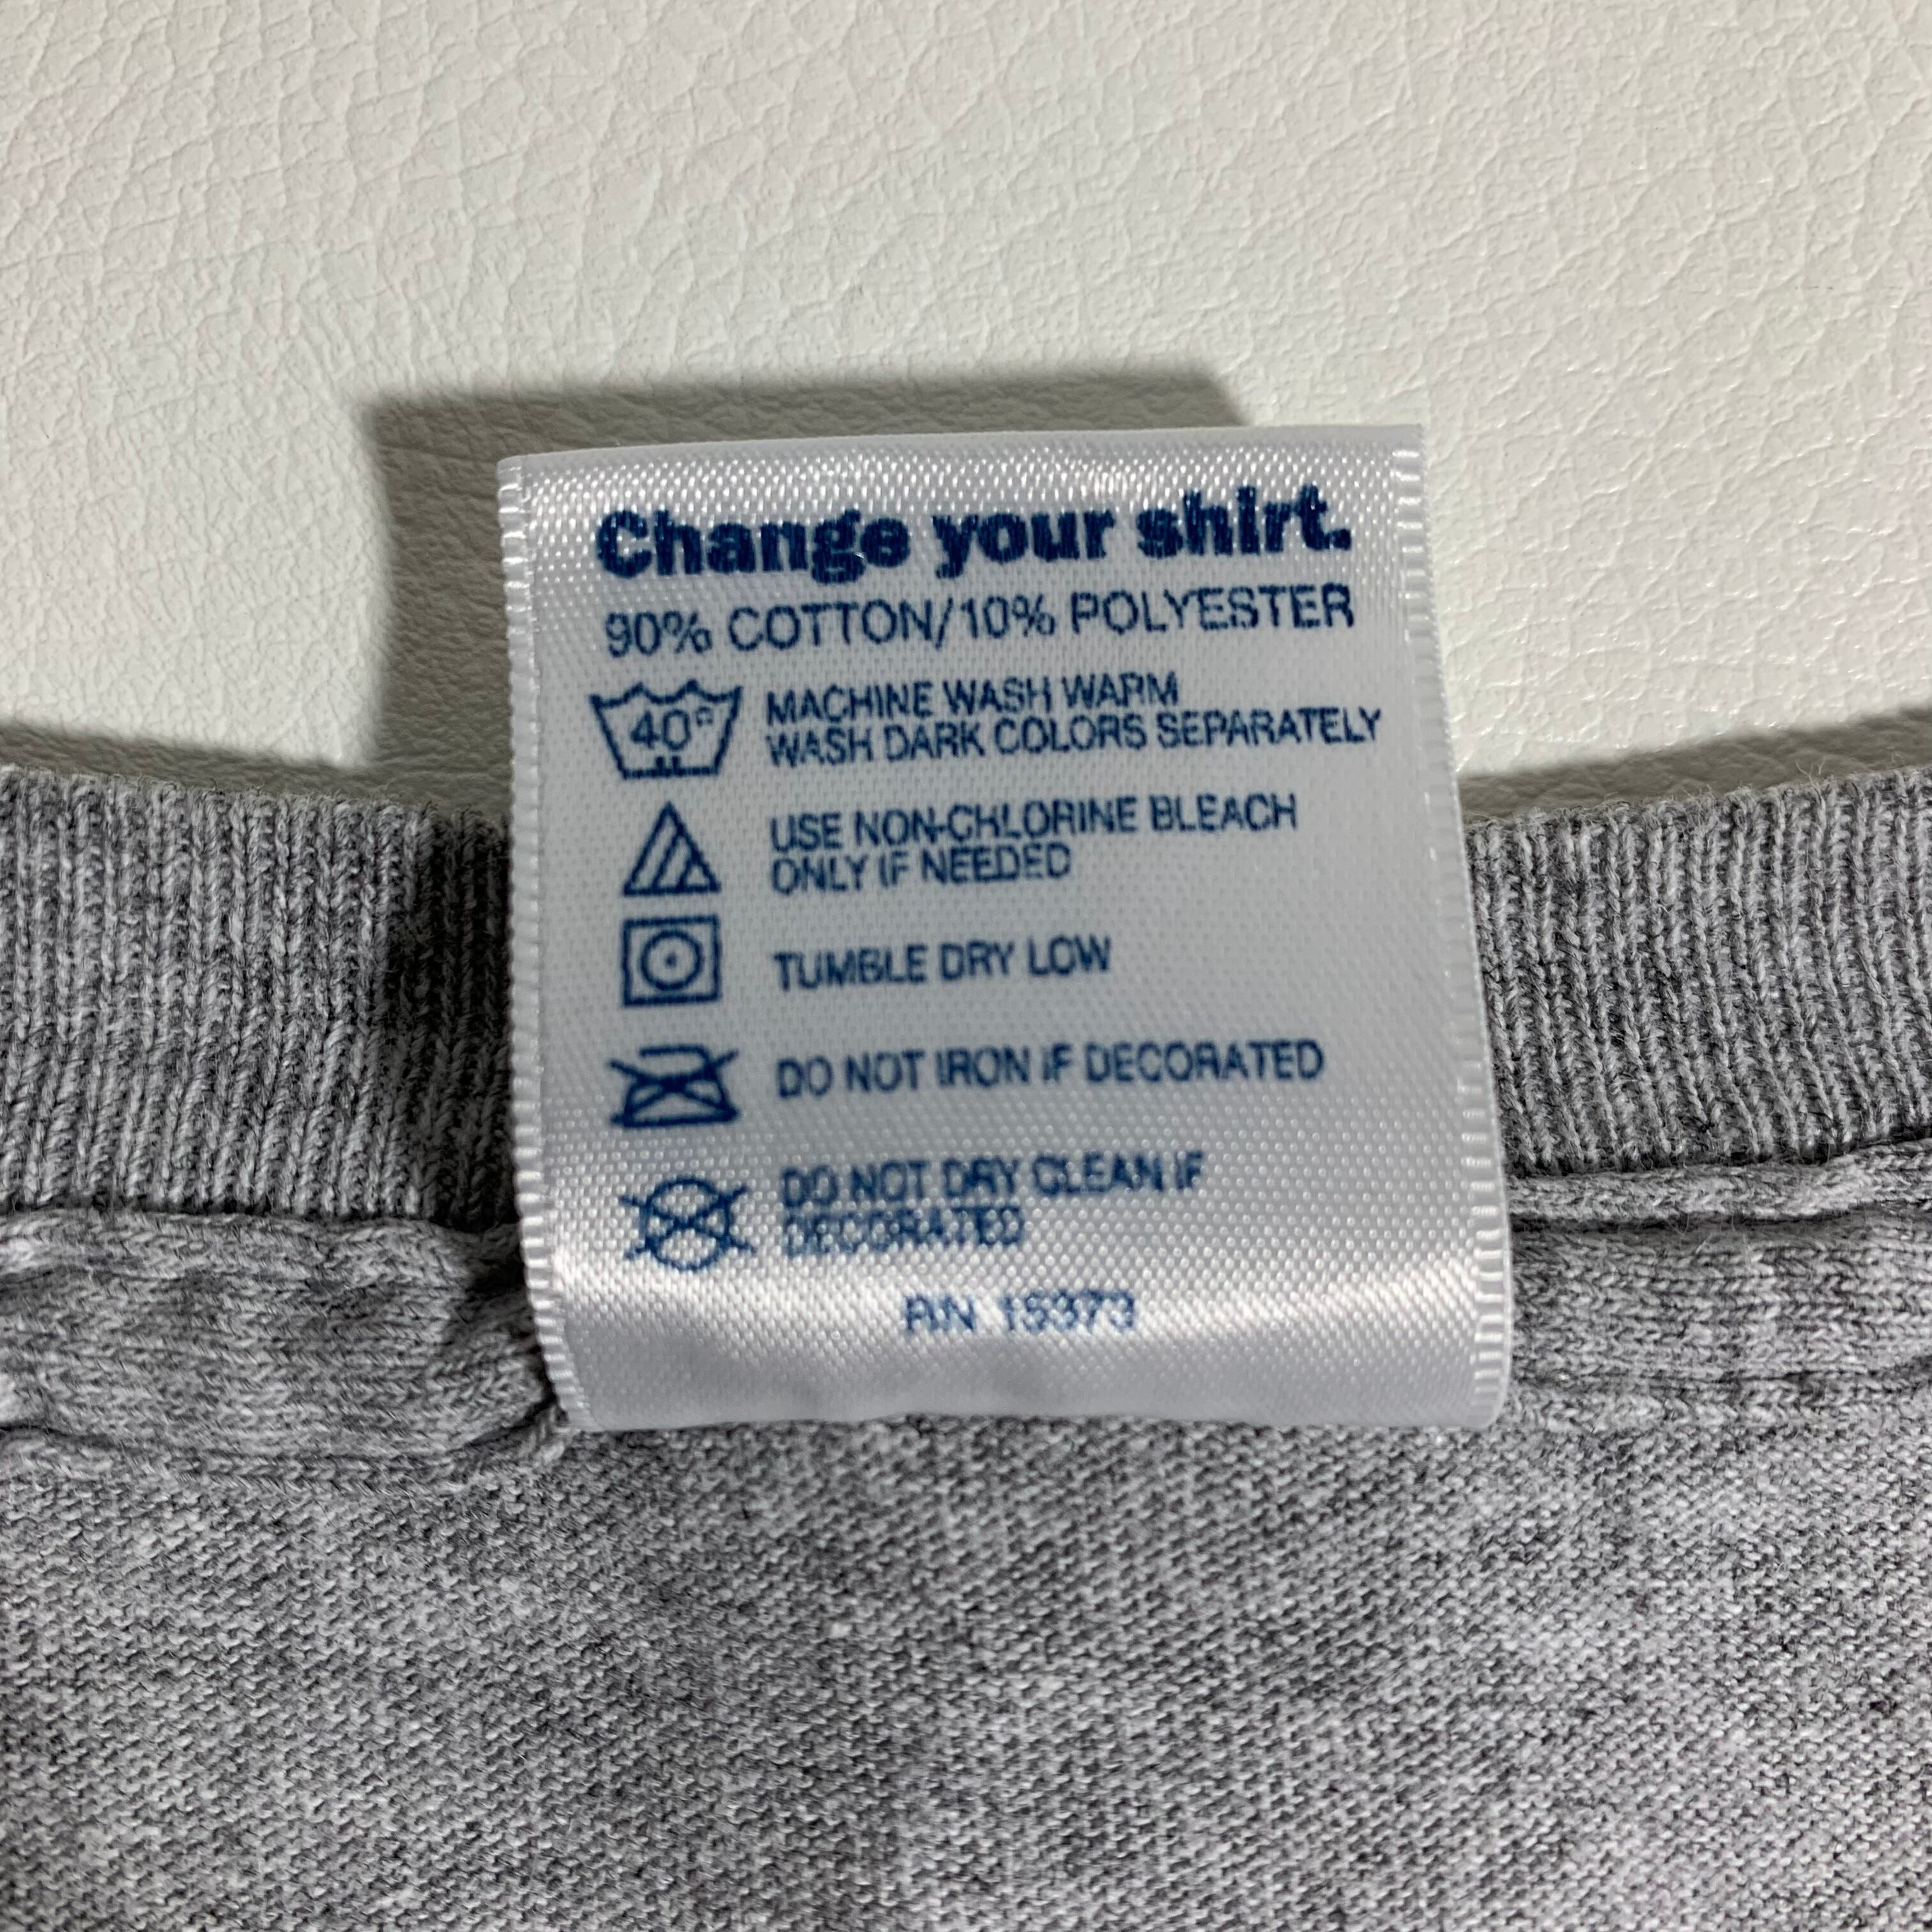 Change your shirt.
90% COTTON/10% POLYESTER
40°
MACHINE WASH WARM
WASH DARK COLORS SEPARATELY
USE NON-CHLORINE BLEACH
ONLY IF NEEDED
TUMBLE DRY LOW
DO NOT IRON IF DECORATED
DO NOT DRY CLEAN IF
DECORATED
RN 15973